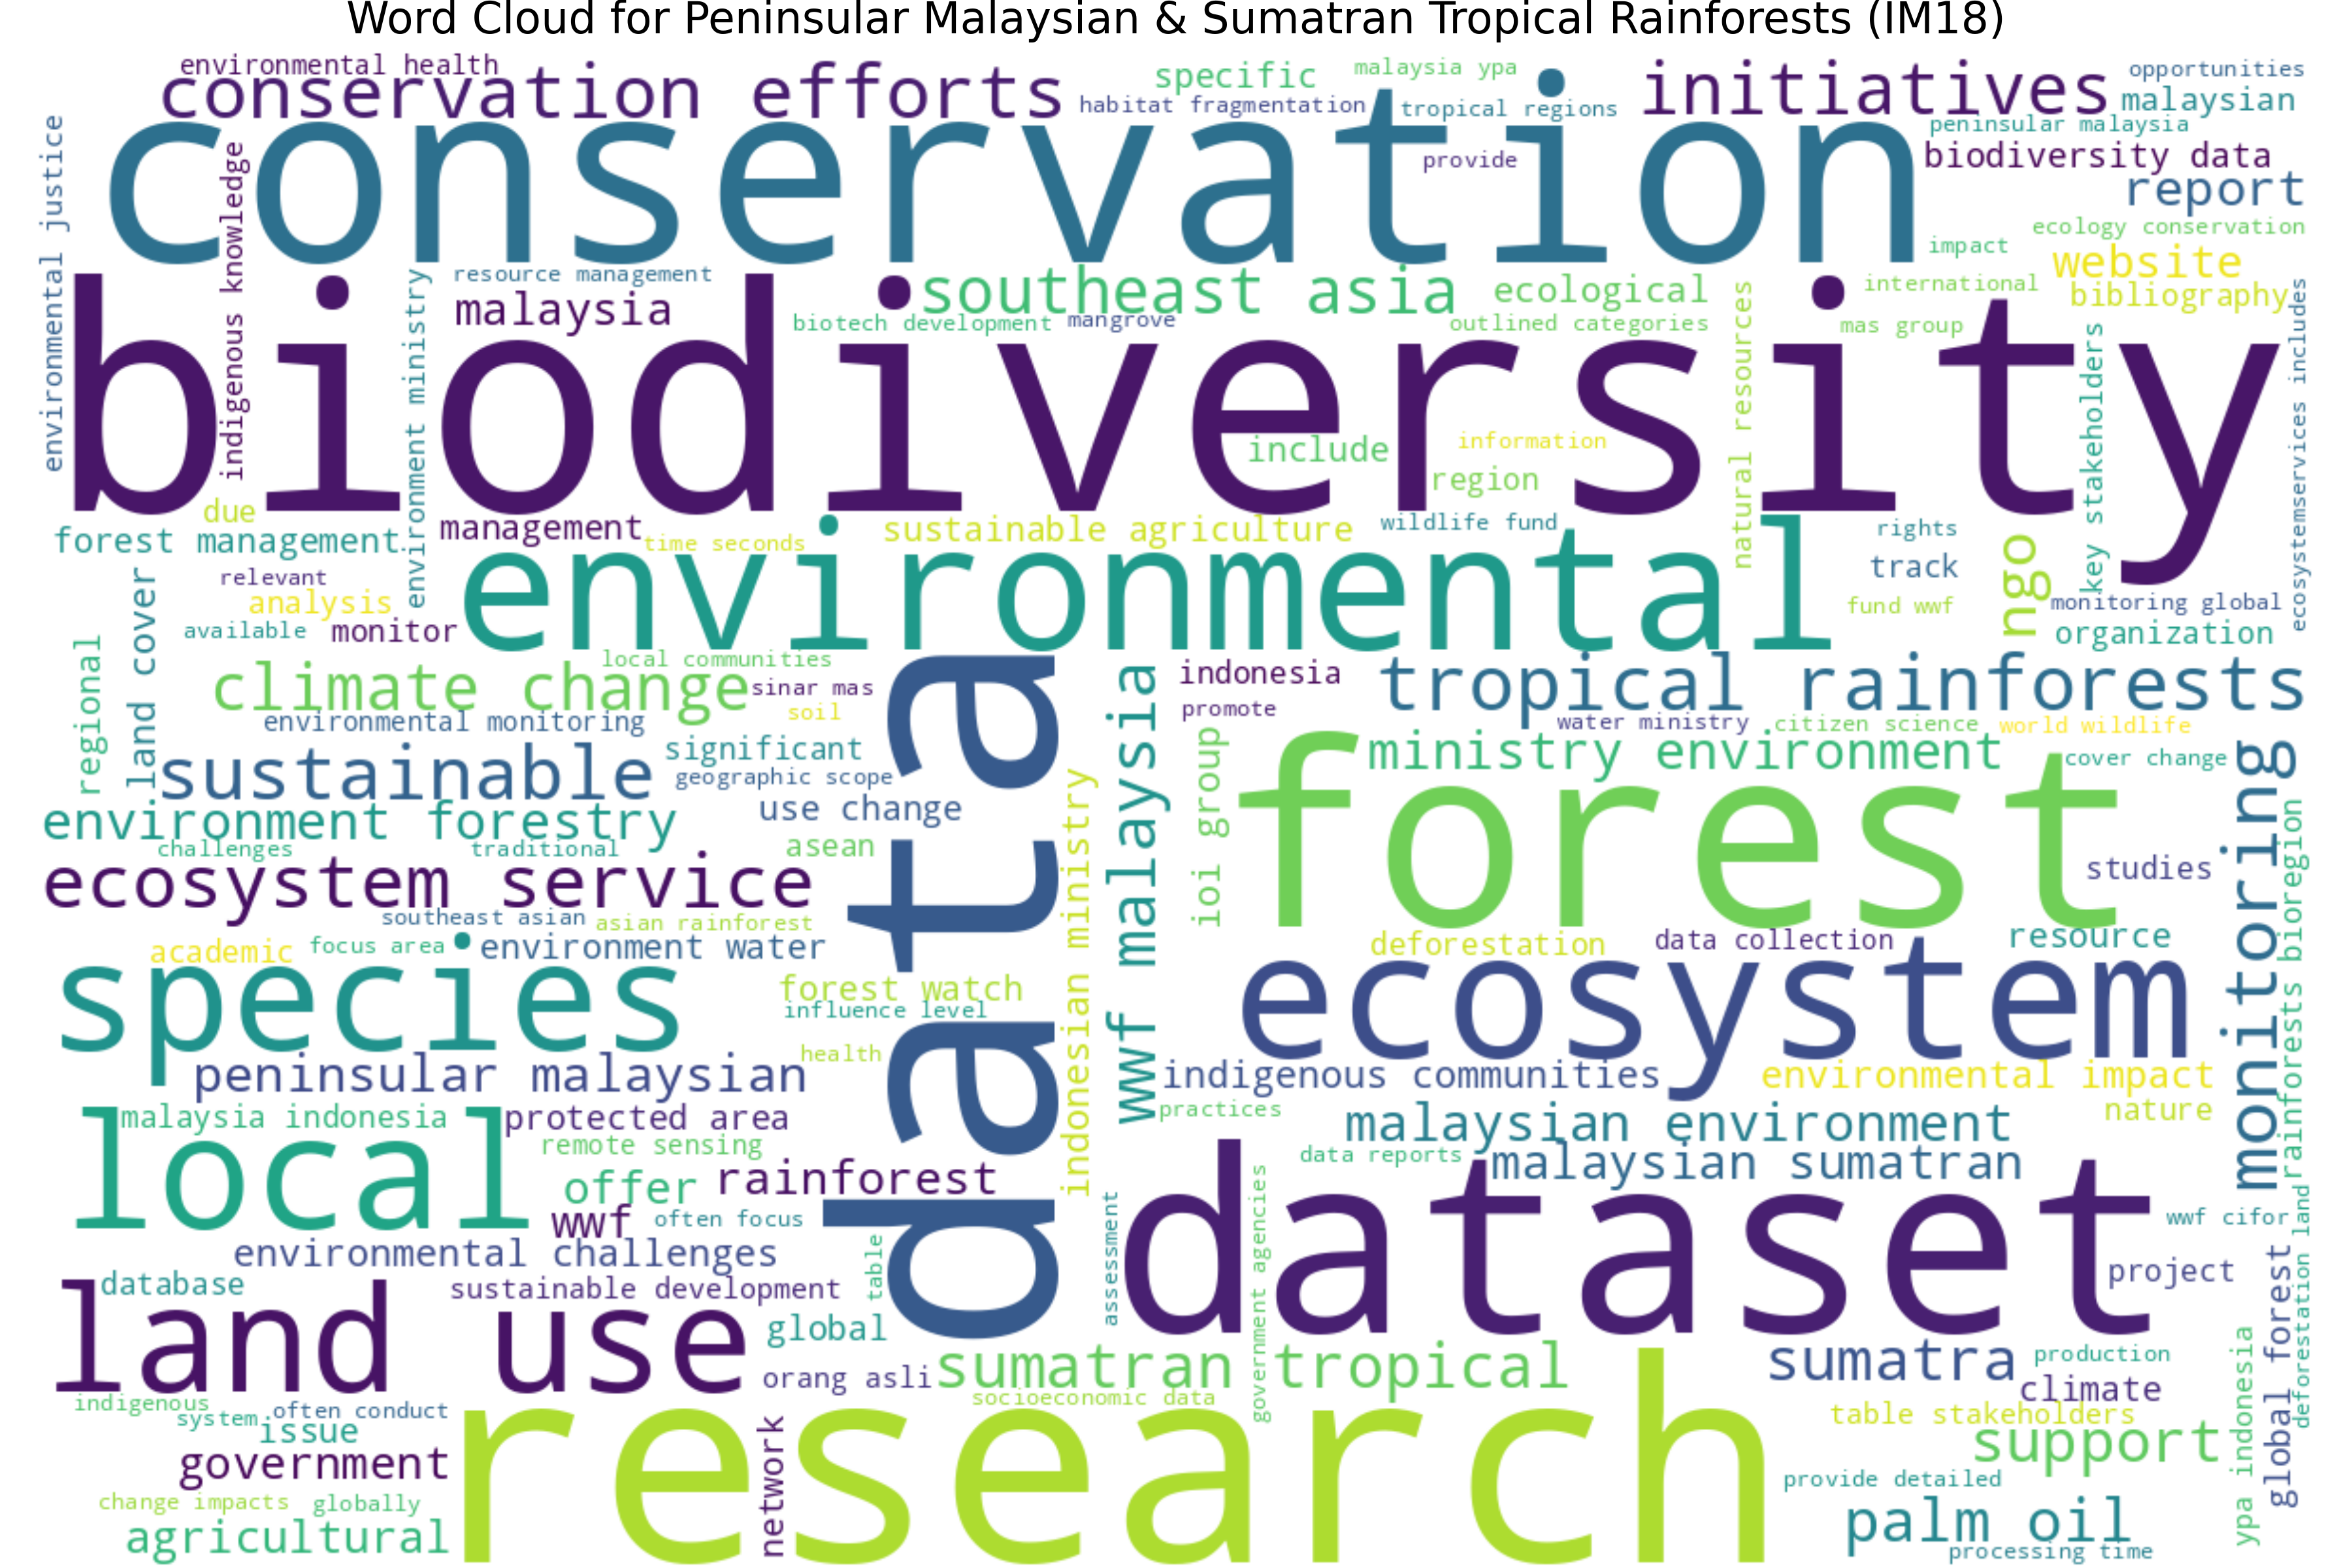 Word Cloud for Peninsular Malaysian & Sumatran Tropical Rainforests (IM18)
environmental health
conservation efforts
specific
malaysia ypa
habitat fragmentation
tropical regions
initiatives
opportunities
malaysian
peninsular malaysia
biodiversity data
report
conservation
provide
environmental justice
indigenous knowledge
ecology conservation
impact
website
bibliography
resource management
southeast asia
ecological
international
malaysia
biotech development
mangrove
outlined categories
mas group
environment ministry
natural resources
key stakeholders
ecosystemservices includes
biodiversity
include
information
region
due
forest management
management
time seconds
sustainable agriculture
wildlife fund
rights
track
ngo
relevant
analysis
available
monitor
environmental
fund wwf
monitoring global
organization
land cover
regional
local communities
climate change
sinar mas
soil
indonesia
promote
tropical rainforests
environmental monitoring
water ministry
citizen science
world wildlife
sustainable
significant
geographic scope
use change
data
wwf malaysia
indonesian ministry
ioi group
ministry environment
cover change
monitoring
forest
environment forestry
challenges
traditional
asean
ecosystem service
studies
rainforests bioregion
southeast asian
asian rainforest
academic
focus area
environment water
deforestation
data collection
resource
species
forest watch
influence level
ecosystem
health
peninsular malaysian
indigenous communities
environmental impact
practices
nature
malaysia indonesia
protected area
malaysian environment
local
remote sensing
data reports
malaysian sumatran
offer
rainforest
wwf
often focus
assessment
government agencies
wwf cifor
deforestation land
environmental challenges
table
dataset
project
database
sustainable development
global forest
land use
global
orang asli
sumatran tropical
sumatra
production
climate
ypa indonesia
indigenous
system
often conduct
socioeconomic data
table stakeholders
issue
network
support
government
research
provide detailed
change impacts
globally
agricultural
palm oil
processing time